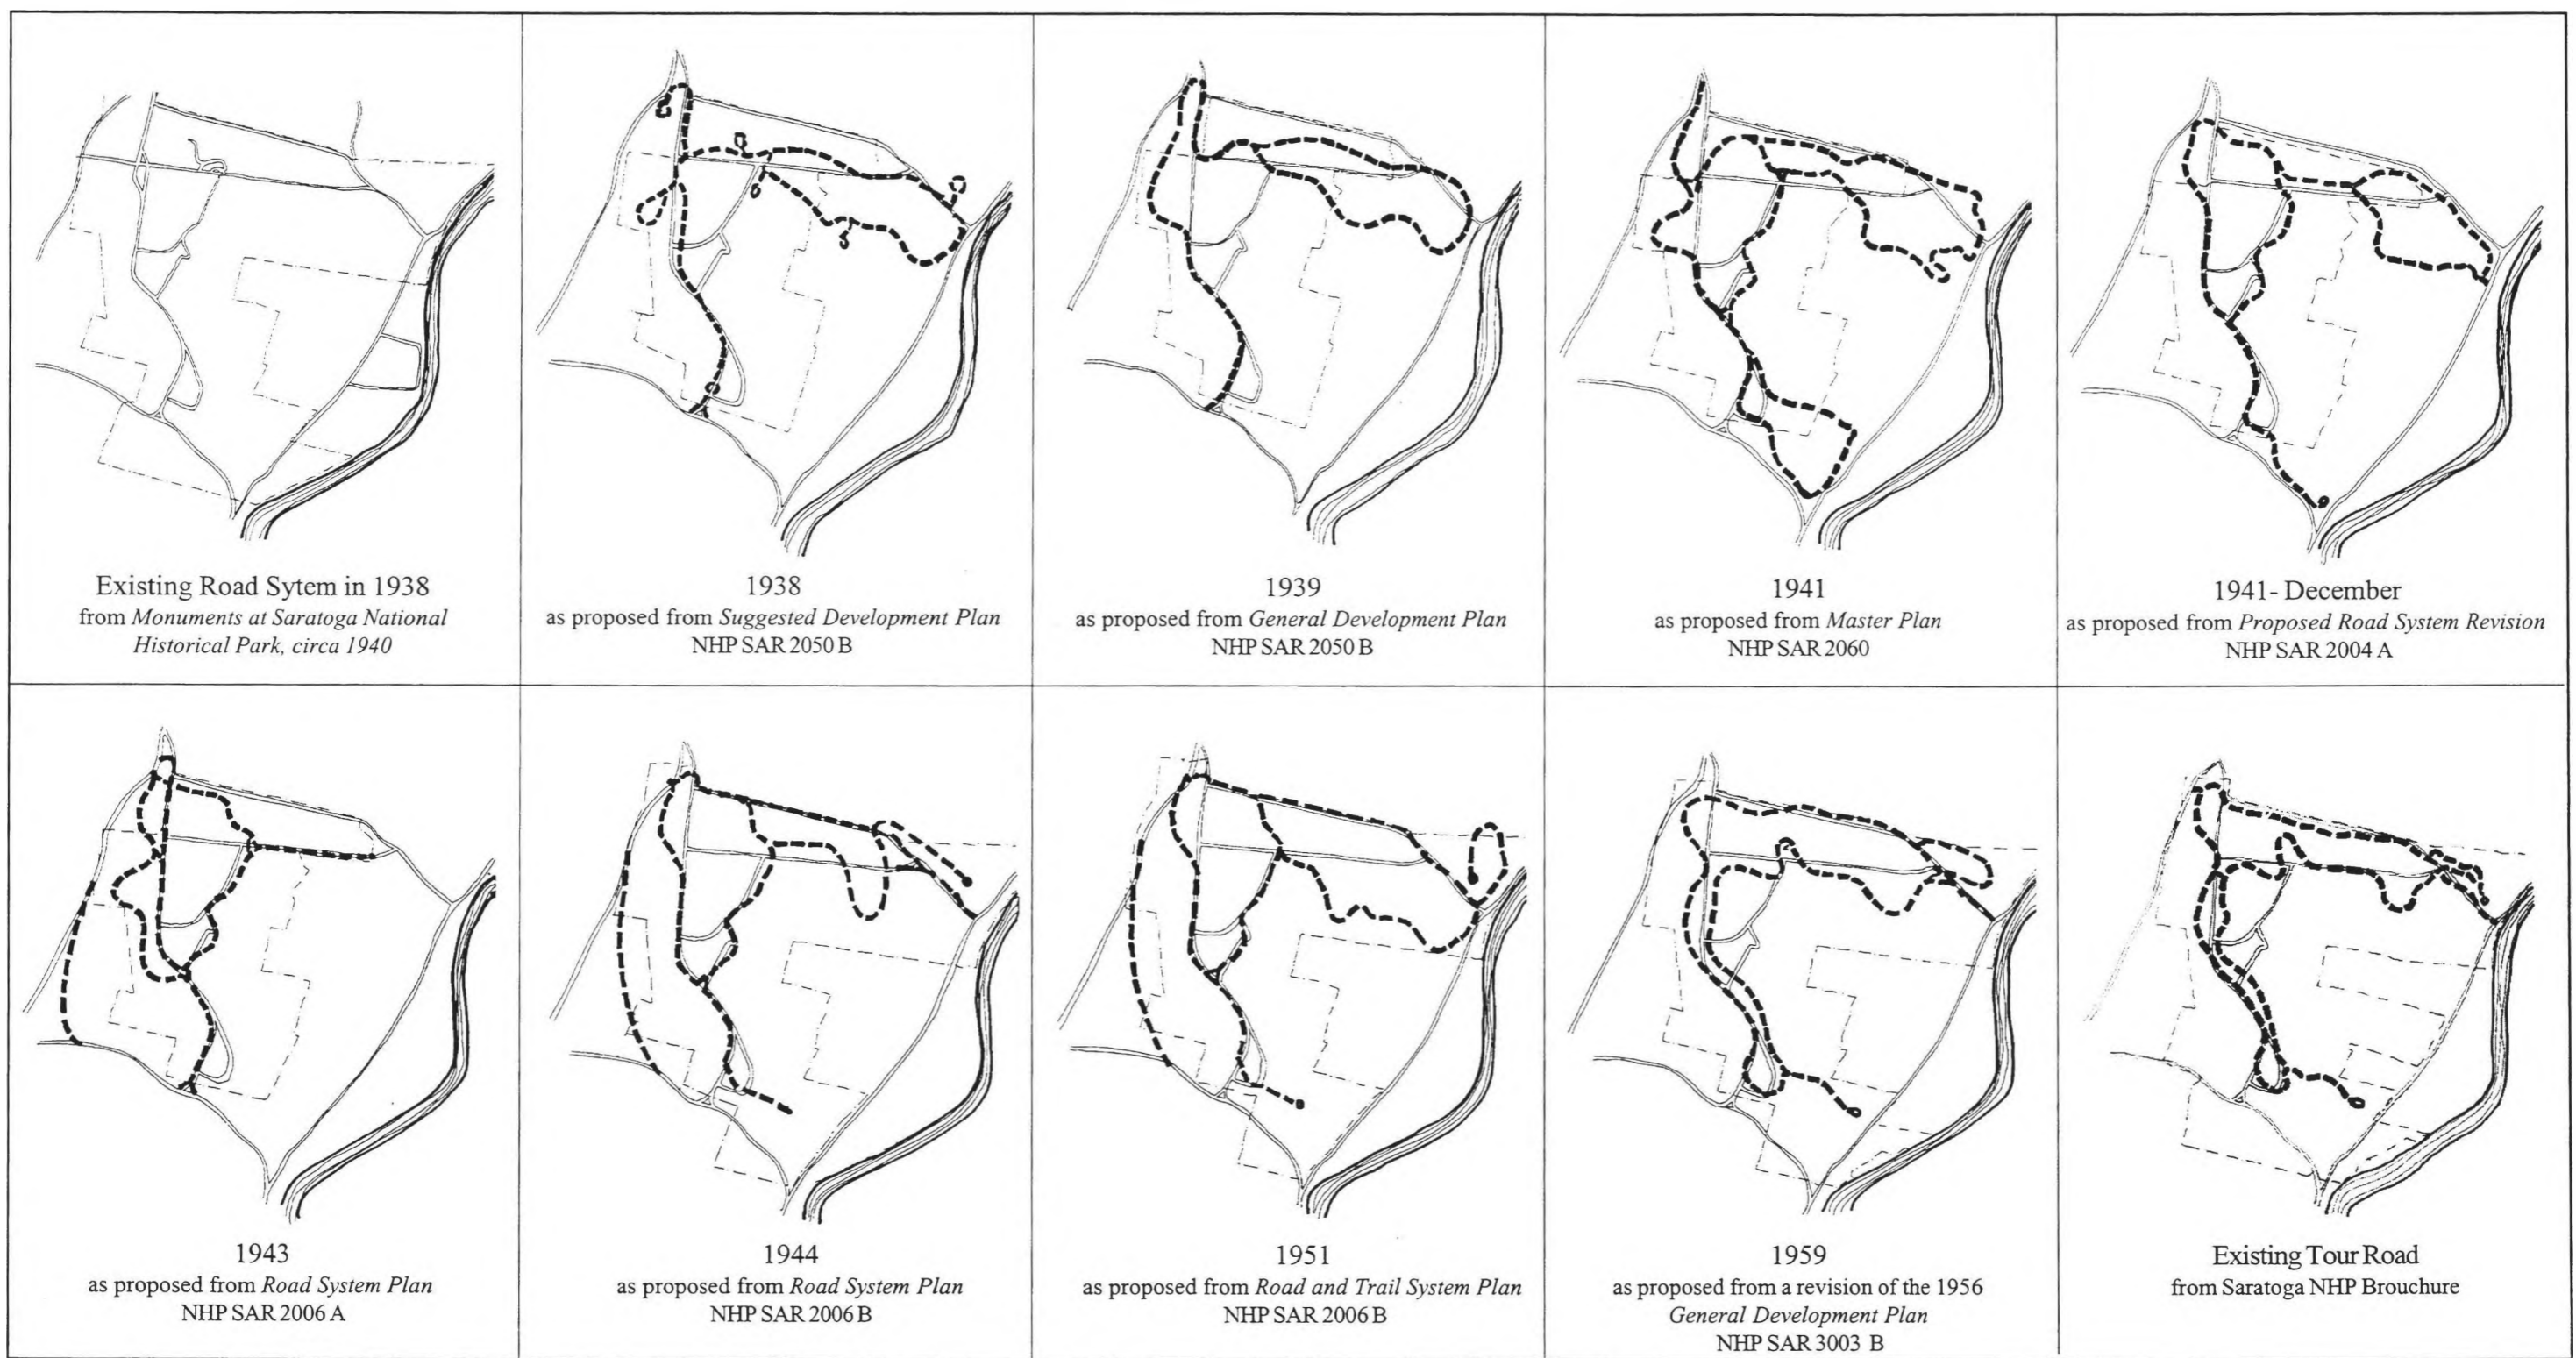 Existing Road Sytem in 1938
from Monuments at Saratoga National
Historical Park, circa 1940
1938
as proposed from Suggested Development Plan
NHP SAR 2050 B
1939
as proposed from General Development Plan
NHP SAR 2050 B
1941
as proposed from Master Plan
NHP SAR 2060
1941- December
as proposed from Proposed Road System Revision
NHP SAR 2004 A
1943
as proposed from Road System Plan
NHP SAR 2006 A
1944
as proposed from Road System Plan
NHP SAR 2006 B
1951
as proposed from Road and Trail System Plan
NHP SAR 2006 B
1959
as proposed from a revision of the 1956
General Development Plan
NHP SAR 3003 B
Existing Tour Road
from Saratoga NHP Brouchure